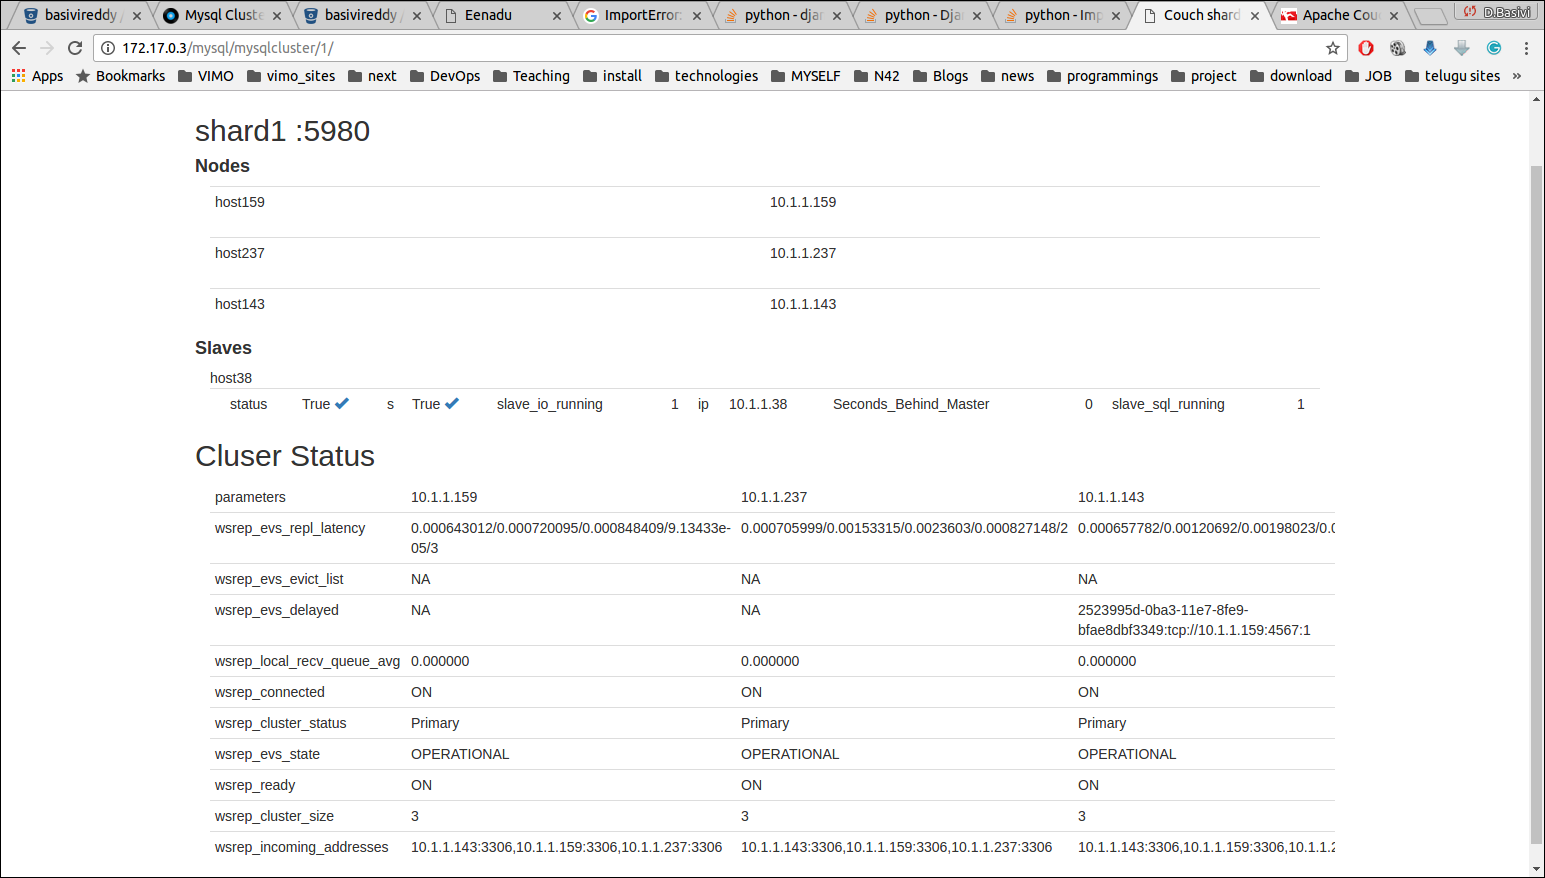 basivireddy / Mysql Cluste basivireddy / Eenadu ImportError: python - djan python - Djan python - Imp Couch shard Apache Cou D.Basivi
172.17.0.3/mysql/mysqlcluster/1/
Apps Bookmarks VIMO vimo_sites next DevOps Teaching install technologies MYSELF N42 Blogs news programmings project download JOB telugu sites »
shard1 :5980
Nodes
host159 10.1.1.159
host237 10.1.1.237
host143 10.1.1.143
Slaves
host38
status True s True slave_io_running 1 ip 10.1.1.38 Seconds_Behind_Master 0 slave_sql_running 1
Cluser Status
parameters 10.1.1.159 10.1.1.237 10.1.1.143
wsrep_evs_repl_latency 0.000643012/0.000720095/0.000848409/9.13433e- 0.000705999/0.00153315/0.0023603/0.000827148/2 0.000657782/0.00120692/0.00198023/0.0
05/3
wsrep_evs_evict_list NA NA NA
wsrep_evs_delayed NA NA 2523995d-0ba3-11e7-8fe9-
bfae8dbf3349:tcp://10.1.1.159:4567:1
wsrep_local_recv_queue_avg 0.000000 0.000000 0.000000
wsrep_connected ON ON ON
wsrep_cluster_status Primary Primary Primary
wsrep_evs_state OPERATIONAL OPERATIONAL OPERATIONAL
wsrep_ready ON ON ON
wsrep_cluster_size 3 3 3
wsrep_incoming_addresses 10.1.1.143:3306,10.1.1.159:3306,10.1.1.237:3306 10.1.1.143:3306,10.1.1.159:3306,10.1.1.237:3306 10.1.1.143:3306,10.1.1.159:3306,10.1.1.2